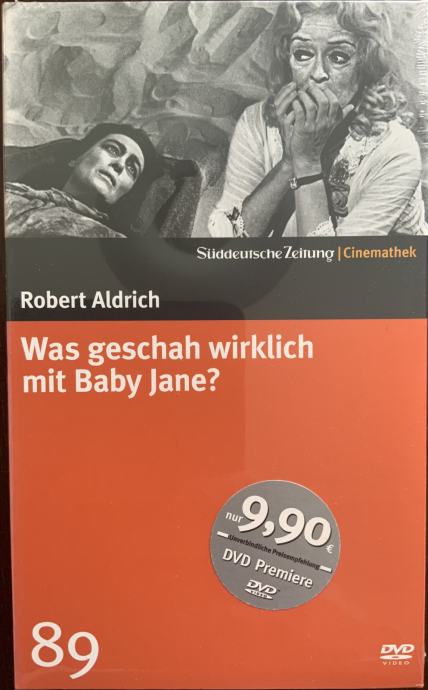 Süddeutsche Zeitung | Cinemathek
Robert Aldrich
Was geschah wirklich
mit Baby Jane?
nur 9,90 €
Unverbindliche Preisempfehlung
DVD Premiere
DVD
VIDEO
89
DVD
VIDEO